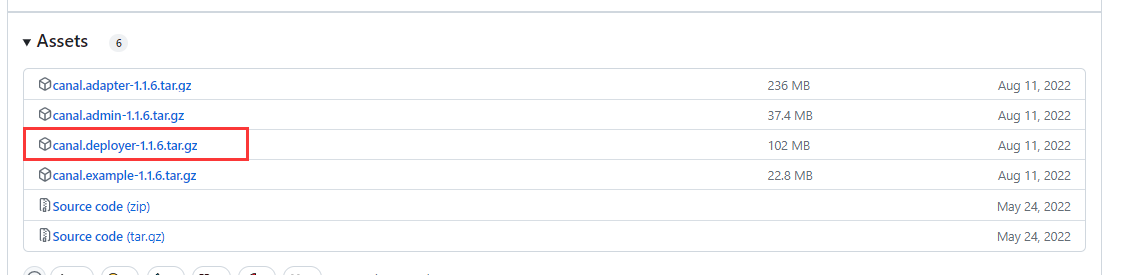 Assets 6
canal.adapter-1.1.6.tar.gz 236 MB Aug 11, 2022
canal.admin-1.1.6.tar.gz 37.4 MB Aug 11, 2022
canal.deployer-1.1.6.tar.gz 102 MB Aug 11, 2022
canal.example-1.1.6.tar.gz 22.8 MB Aug 11, 2022
Source code (zip) May 24, 2022
Source code (tar.gz) May 24, 2022